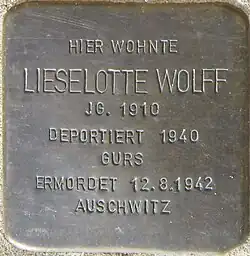 HIER WOHNTE
LIESELOTTE WOLFF
JG. 1910
DEPORTIERT 1940
GURS
ERMORDET 12.8.1942
AUSCHWITZ